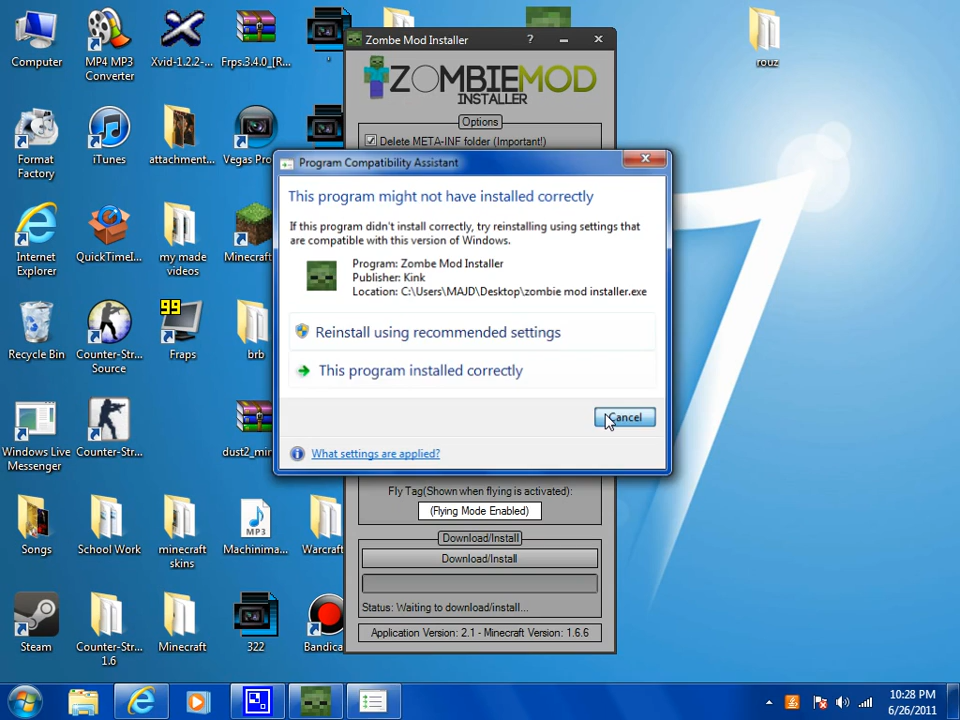 Computer
MP4 MP3
Converter
Xvid-1.2.2-...
Frps.3.4.0_[R...
rouz
Zombe Mod Installer
?
ZOMBIEMOD
INSTALLER
Options
Delete META-INF folder (Important!)
Format
Factory
iTunes
attachment...
Vegas Pro
Program Compatibility Assistant
This program might not have installed correctly
If this program didn't install correctly, try reinstalling using settings that
are compatible with this version of Windows.
Program: Zombe Mod Installer
Publisher: Kink
Location: C:\Users\MAJD\Desktop\zombie mod installer.exe
Reinstall using recommended settings
This program installed correctly
Cancel
What settings are applied?
Internet
Explorer
QuickTimeI...
my made
videos
Minecraft
Recycle Bin
Counter-Str...
Source
99
Fraps
brb
Windows Live
Messenger
Counter-Str...
dust2_min
Fly Tag(Shown when flying is activated):
(Flying Mode Enabled)
Download/Install
Download/Install
Status: Waiting to download/install...
Application Version: 2.1 - Minecraft Version: 1.6.6
Songs
School Work
minecraft
skins
MP3
Machinima...
Warcraft
Steam
Counter-Str...
1.6
Minecraft
322
Bandica
10:28 PM
6/26/2011